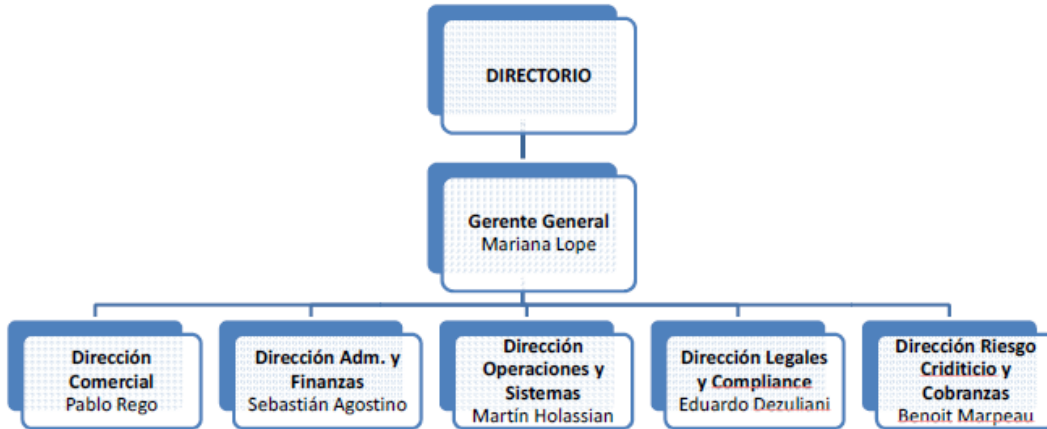 DIRECTORIO
Gerente General
Mariana Lope
Dirección
Comercial
Pablo Rego
Dirección Adm. y
Finanzas
Sebastián Agostino
Dirección
Operaciones y
Sistemas
Martín Holassian
Dirección Legales
y Compliance
Eduardo Dezuliani
Dirección Riesgo
Criditicio y
Cobranzas
Benoit Marpeau